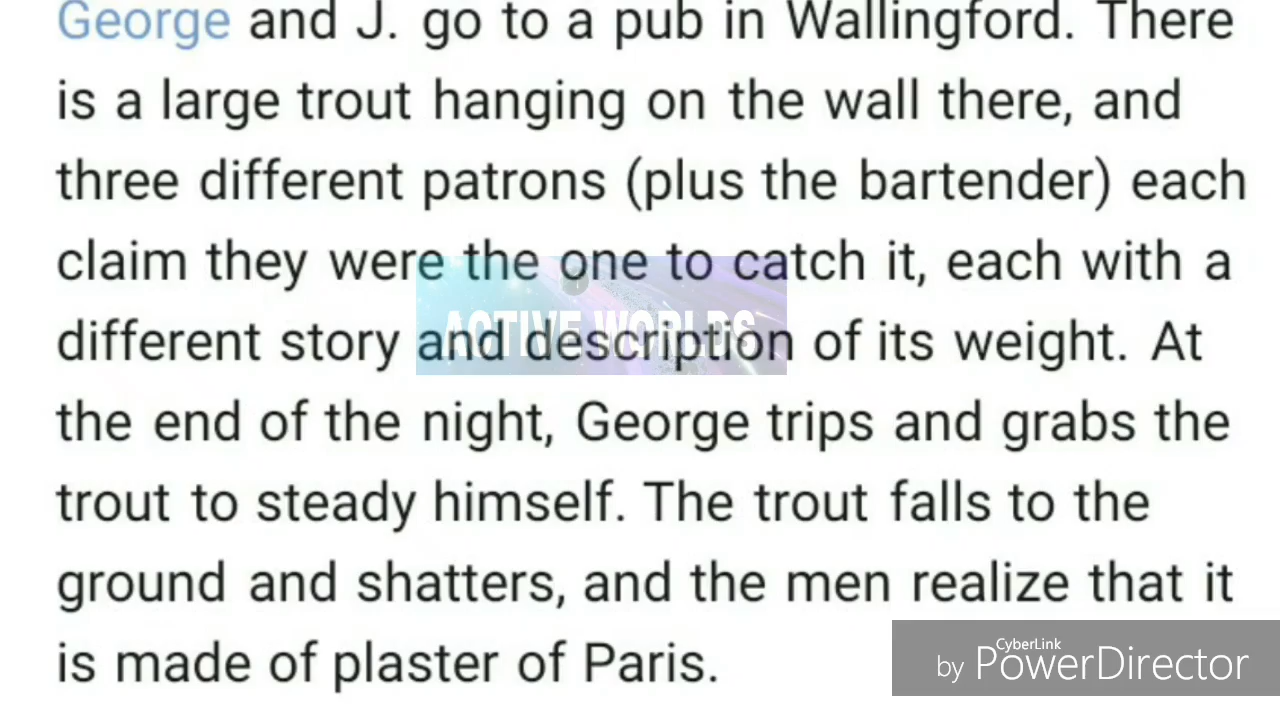 George and J. go to a pub in Wallingford. There
is a large trout hanging on the wall there, and
three different patrons (plus the bartender) each
claim they were the one to catch it, each with a
different story and description of its weight. At
ACTIVE WORLDS
the end of the night, George trips and grabs the
trout to steady himself. The trout falls to the
ground and shatters, and the men realize that it
is made of plaster of Paris.
CyberLink
by PowerDirector